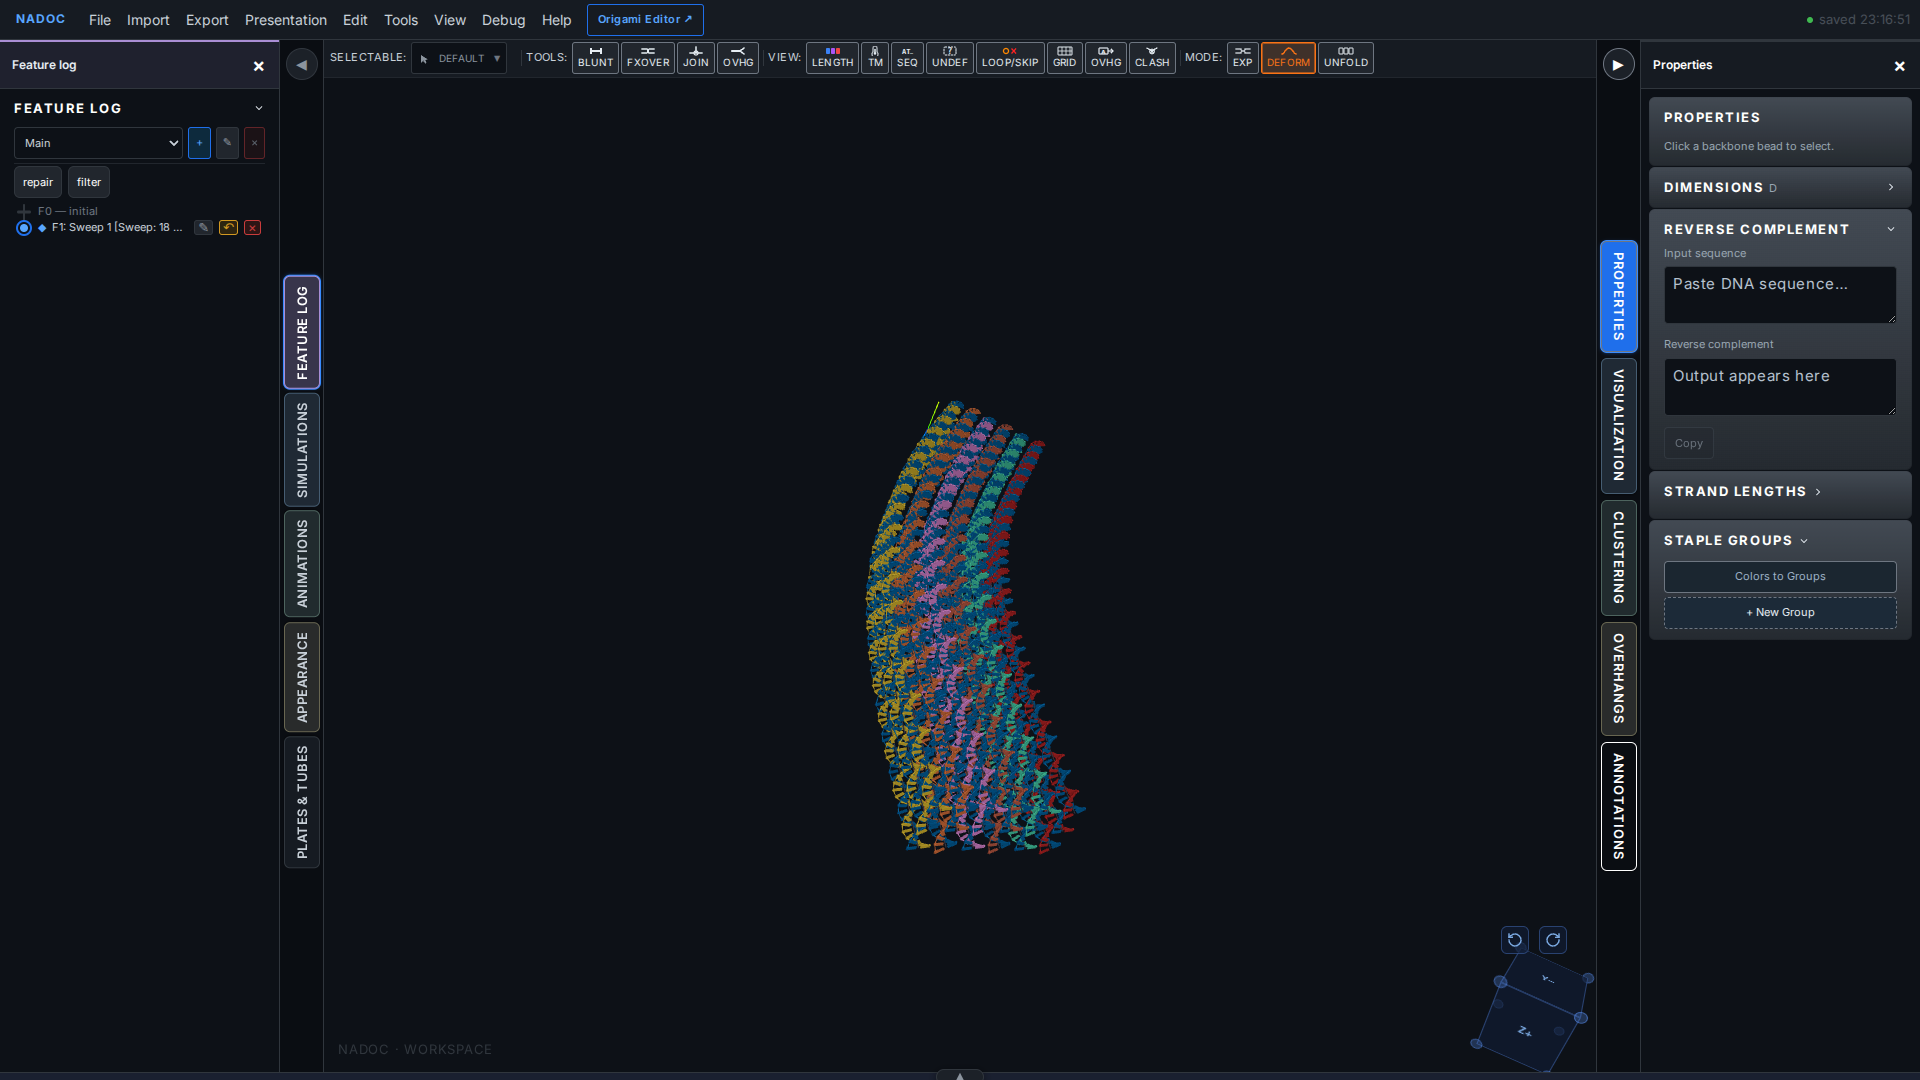 NADOC File Import Export Presentation Edit Tools View Debug Help Origami Editor ↗ saved 23:16:51
Feature log ×
FEATURE LOG
Main + ✎ ×
repair filter
F0 — initial
F1: Sweep 1 [Sweep: 18 ...
FEATURE LOG
SIMULATIONS
ANIMATIONS
APPEARANCE
PLATES & TUBES
SELECTABLE: DEFAULT TOOLS: BLUNT FXOVER JOIN OVHG VIEW: LENGTH TM SEQ UNDEF LOOP/SKIP GRID OVHG CLASH MODE: EXP DEFORM UNFOLD
NADOC · WORKSPACE
Z+
PROPERTIES
VISUALIZATION
CLUSTERING
OVERHANGS
ANNOTATIONS
Properties ×
PROPERTIES
Click a backbone bead to select.
DIMENSIONS D
REVERSE COMPLEMENT
Input sequence
Paste DNA sequence...
Reverse complement
Output appears here
Copy
STRAND LENGTHS
STAPLE GROUPS
Colors to Groups
+ New Group